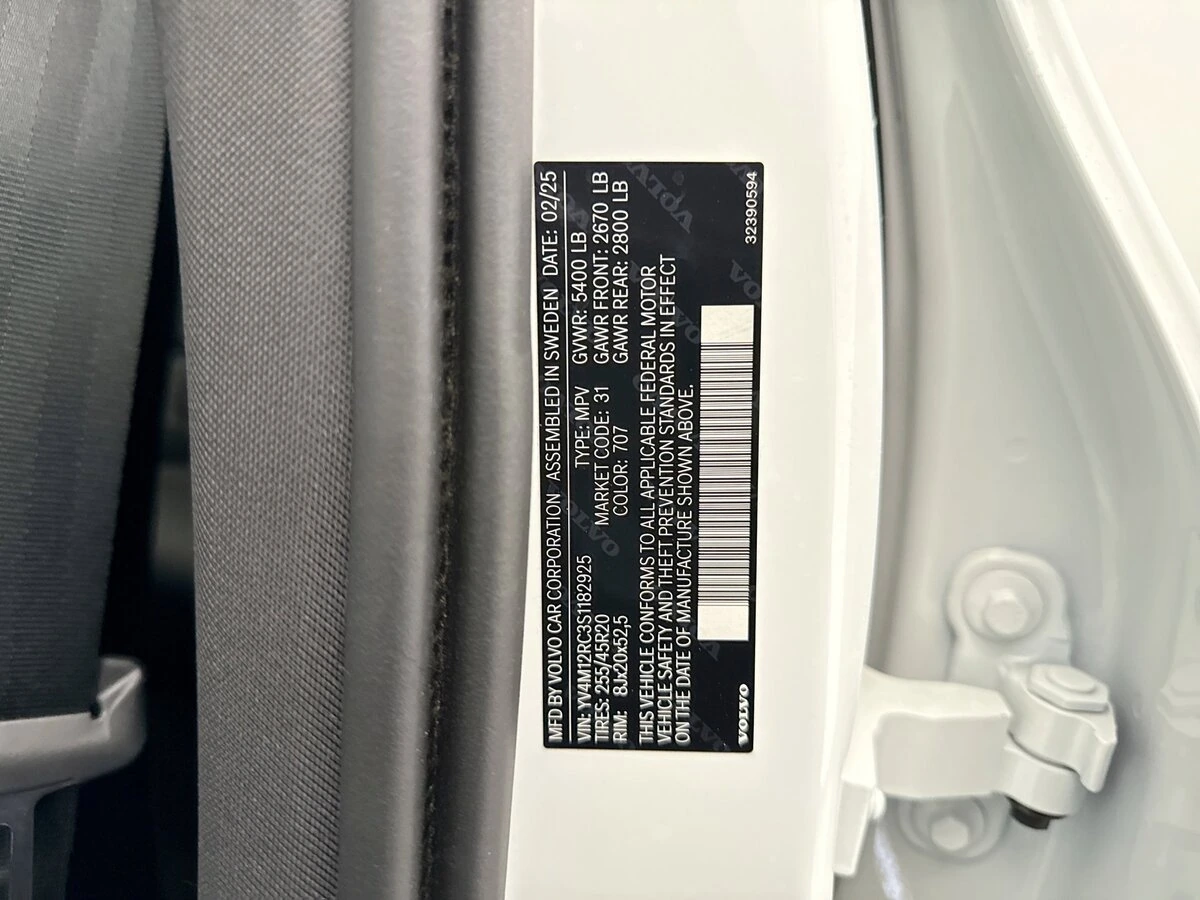 MFD BY VOLVO CAR CORPORATION ASSEMBLED IN SWEDEN DATE: 02/25
VIN: YV4M12RC3S1182925 TYPE: MPV GVWR: 5400 LB
TIRES: 255/45R20 MARKET CODE: 31 GAWR FRONT: 2670 LB
RIM: 8Jx20x52,5 COLOR: 707 GAWR REAR: 2800 LB
THIS VEHICLE CONFORMS TO ALL APPLICABLE FEDERAL MOTOR
VEHICLE SAFETY AND THEFT PREVENTION STANDARDS IN EFFECT
ON THE DATE OF MANUFACTURE SHOWN ABOVE.
VOLVO 32390594